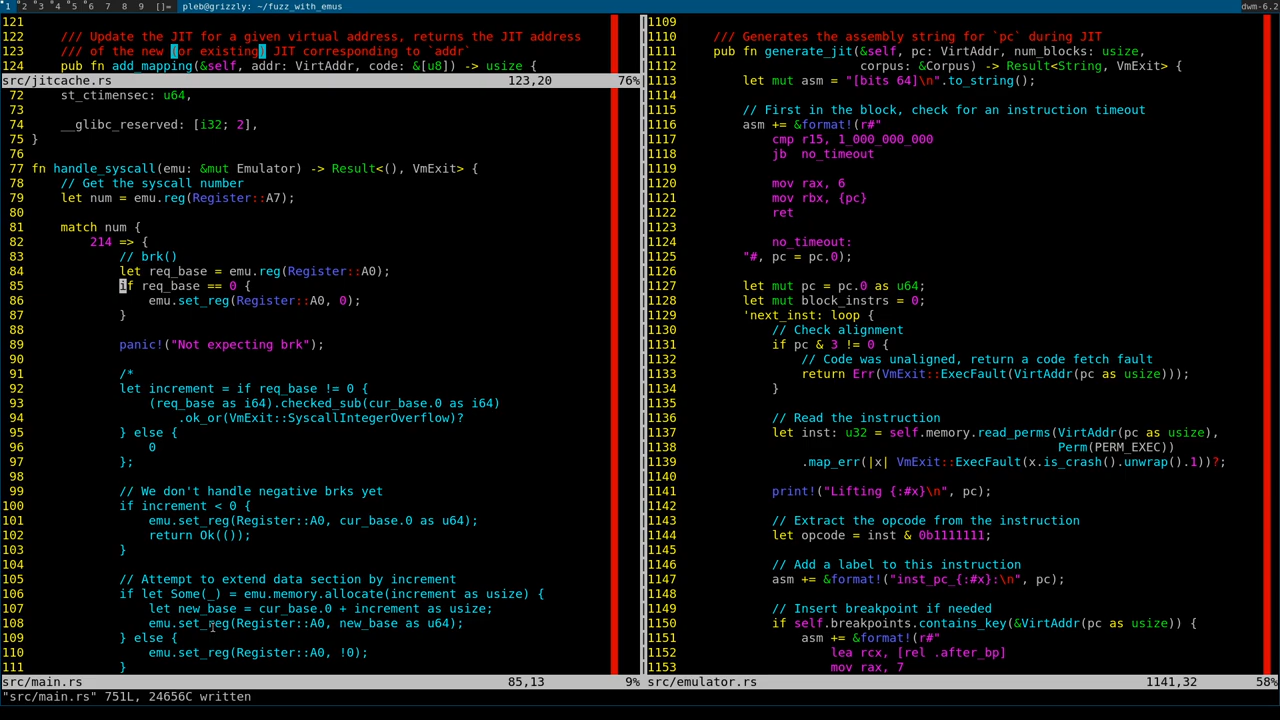 1 2 3 4 5 6 7 8 9 []= pleb@grizzly: ~/fuzz_with_emus dwm-6.2
121
122     /// Update the JIT for a given virtual address, returns the JIT address
123     /// of the new (or existing) JIT corresponding to `addr`
124     pub fn add_mapping(&self, addr: VirtAddr, code: &[u8]) -> usize {
src/jitcache.rs 123,20 76%
72     st_ctimensec: u64,
73
74     __glibc_reserved: [i32; 2],
75 }
76
77 fn handle_syscall(emu: &mut Emulator) -> Result<(), VmExit> {
78     // Get the syscall number
79     let num = emu.reg(Register::A7);
80
81     match num {
82         214 => {
83             // brk()
84             let req_base = emu.reg(Register::A0);
85             if req_base == 0 {
86                 emu.set_reg(Register::A0, 0);
87             }
88
89             panic!("Not expecting brk");
90
91             /*
92             let increment = if req_base != 0 {
93                 (req_base as i64).checked_sub(cur_base.0 as i64)
94                     .ok_or(VmExit::SyscallIntegerOverflow)?
95             } else {
96                 0
97             };
98
99             // We don't handle negative brks yet
100             if increment < 0 {
101                 emu.set_reg(Register::A0, cur_base.0 as u64);
102                 return Ok(());
103             }
104
105             // Attempt to extend data section by increment
106             if let Some(_) = emu.memory.allocate(increment as usize) {
107                 let new_base = cur_base.0 + increment as usize;
108                 emu.set_reg(Register::A0, new_base as u64);
109             } else {
110                 emu.set_reg(Register::A0, !0);
111             }
src/main.rs 85,13 9%
"src/main.rs" 751L, 24656C written
1109
1110     /// Generates the assembly string for `pc` during JIT
1111     pub fn generate_jit(&self, pc: VirtAddr, num_blocks: usize,
1112                         corpus: &Corpus) -> Result<String, VmExit> {
1113         let mut asm = "[bits 64]\n".to_string();
1114
1115         // First in the block, check for an instruction timeout
1116         asm += &format!(r#"
1117             cmp r15, 1_000_000_000
1118             jb  no_timeout
1119
1120             mov rax, 6
1121             mov rbx, {pc}
1122             ret
1123
1124             no_timeout:
1125         "#, pc = pc.0);
1126
1127         let mut pc = pc.0 as u64;
1128         let mut block_instrs = 0;
1129         'next_inst: loop {
1130             // Check alignment
1131             if pc & 3 != 0 {
1132                 // Code was unaligned, return a code fetch fault
1133                 return Err(VmExit::ExecFault(VirtAddr(pc as usize)));
1134             }
1135
1136             // Read the instruction
1137             let inst: u32 = self.memory.read_perms(VirtAddr(pc as usize),
1138                                                    Perm(PERM_EXEC))
1139                 .map_err(|x| VmExit::ExecFault(x.is_crash().unwrap().1))?;
1140
1141             print!("Lifting {:#x}\n", pc);
1142
1143             // Extract the opcode from the instruction
1144             let opcode = inst & 0b1111111;
1145
1146             // Add a label to this instruction
1147             asm += &format!("inst_pc_{:#x}:\n", pc);
1148
1149             // Insert breakpoint if needed
1150             if self.breakpoints.contains_key(&VirtAddr(pc as usize)) {
1151                 asm += &format!(r#"
1152                     lea rcx, [rel .after_bp]
1153                     mov rax, 7
src/emulator.rs 1141,32 58%